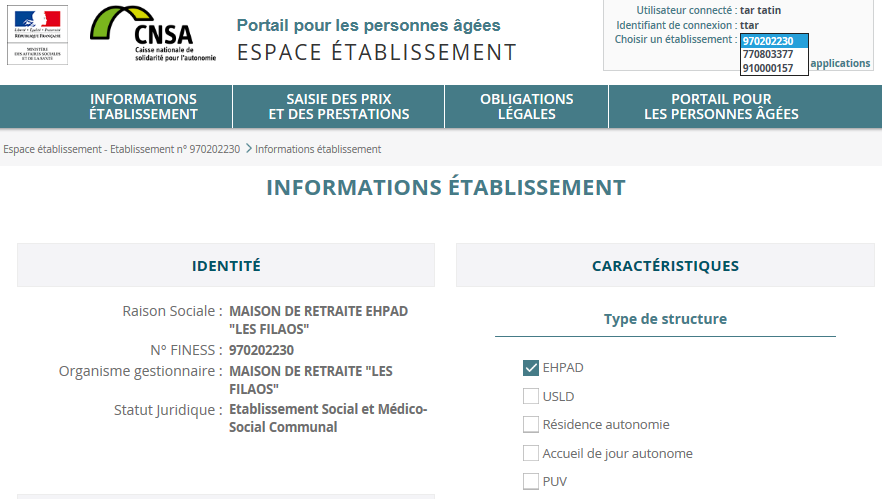 Liberté • Égalité • Fraternité
RÉPUBLIQUE FRANÇAISE
MINISTÈRE
DES AFFAIRES SOCIALES
ET DE LA SANTÉ
CNSA
Caisse nationale de
solidarité pour l'autonomie
Portail pour les personnes âgées
ESPACE ÉTABLISSEMENT
Utilisateur connecté : tar tatin
Identifiant de connexion : ttar
Choisir un établissement : 970202230
770803377
910000157
applications
INFORMATIONS
ÉTABLISSEMENT
SAISIE DES PRIX
ET DES PRESTATIONS
OBLIGATIONS
LÉGALES
PORTAIL POUR
LES PERSONNES ÂGÉES
Espace établissement - Etablissement n° 970202230 > Informations établissement
INFORMATIONS ÉTABLISSEMENT
IDENTITÉ
Raison Sociale : MAISON DE RETRAITE EHPAD
"LES FILAOS"
N° FINESS : 970202230
Organisme gestionnaire : MAISON DE RETRAITE "LES
FILAOS"
Statut Juridique : Etablissement Social et Médico-
Social Communal
CARACTÉRISTIQUES
Type de structure
EHPAD
USLD
Résidence autonomie
Accueil de jour autonome
PUV